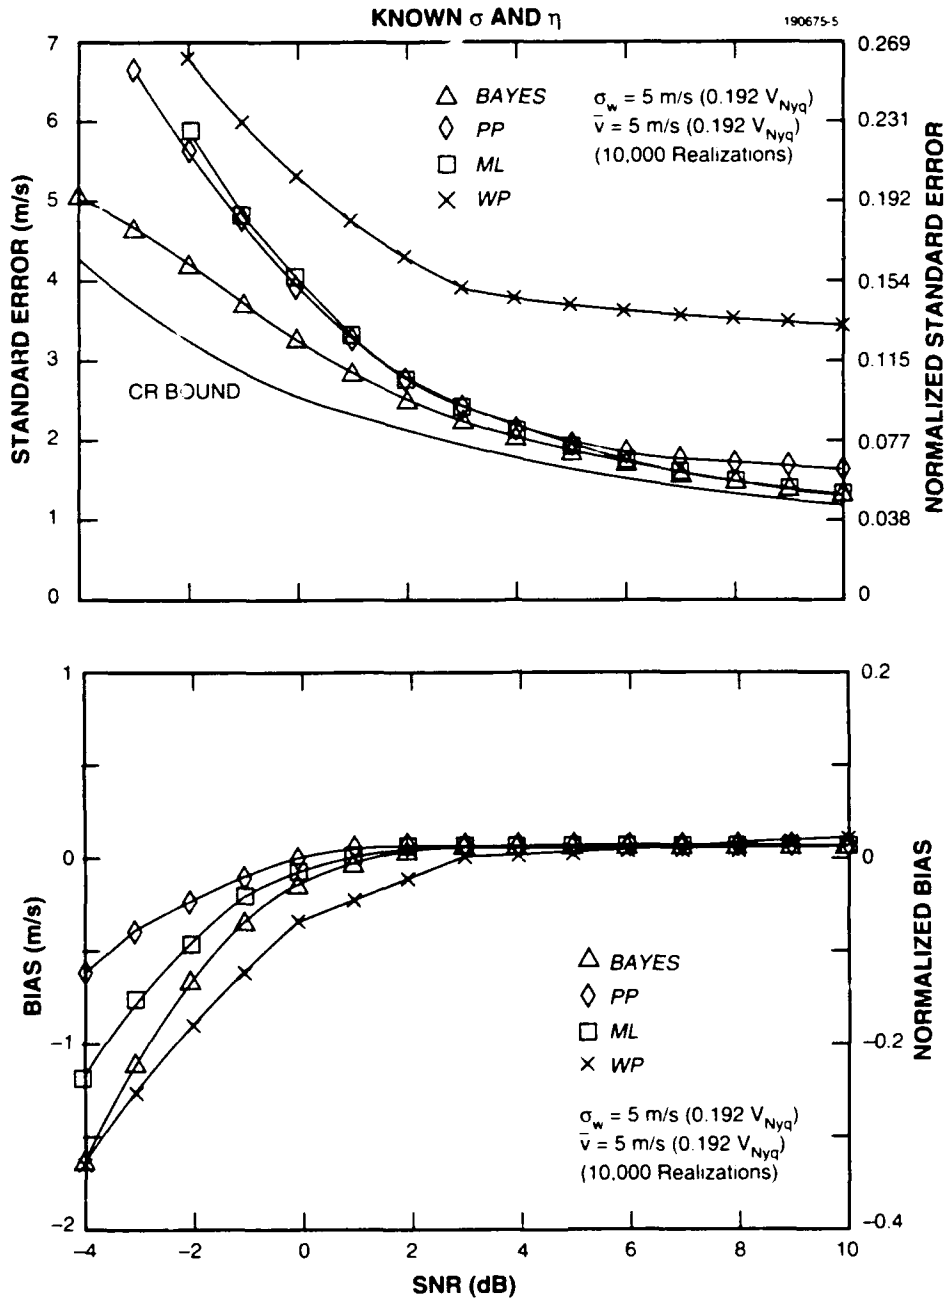 KNOWN σ AND η
190675-5
7
6
5
4
3
2
1
0
STANDARD ERROR (m/s)
0.269
0.231
0.192
0.154
0.115
0.077
0.038
0
NORMALIZED STANDARD ERROR
BAYES
PP
ML
WP
σw = 5 m/s (0.192 VNyq)
v̄ = 5 m/s (0.192 VNyq)
(10,000 Realizations)
CR BOUND
1
0
−1
−2
BIAS (m/s)
0.2
0
−0.2
−0.4
NORMALIZED BIAS
BAYES
PP
ML
WP
σw = 5 m/s (0.192 VNyq)
v̄ = 5 m/s (0.192 VNyq)
(10,000 Realizations)
−4 −2 0 2 4 6 8 10
SNR (dB)